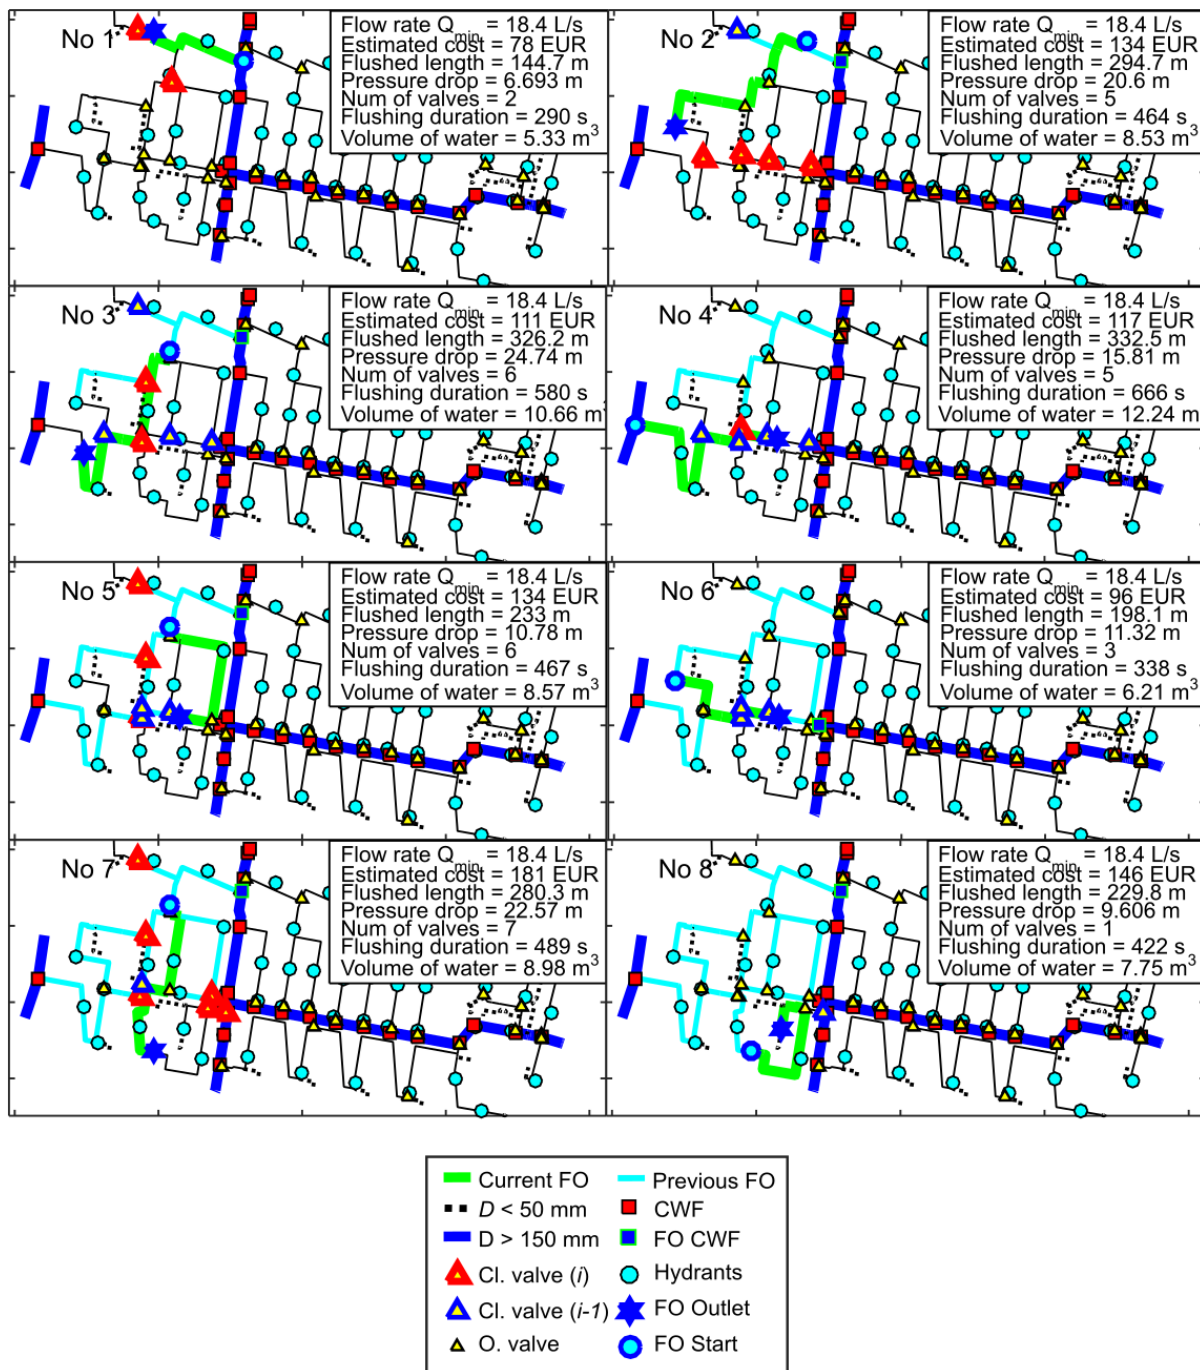 No 1
Flow rate Qmin = 18.4 L/s
Estimated cost = 78 EUR
Flushed length = 144.7 m
Pressure drop = 6.693 m
Num of valves = 2
Flushing duration = 290 s
Volume of water = 5.33 m³
No 2
Flow rate Qmin = 18.4 L/s
Estimated cost = 134 EUR
Flushed length = 294.7 m
Pressure drop = 20.6 m
Num of valves = 5
Flushing duration = 464 s
Volume of water = 8.53 m³
No 3
Flow rate Qmin = 18.4 L/s
Estimated cost = 111 EUR
Flushed length = 326.2 m
Pressure drop = 24.74 m
Num of valves = 6
Flushing duration = 580 s
Volume of water = 10.66 m³
No 4
Flow rate Qmin = 18.4 L/s
Estimated cost = 117 EUR
Flushed length = 332.5 m
Pressure drop = 15.81 m
Num of valves = 5
Flushing duration = 666 s
Volume of water = 12.24 m³
No 5
Flow rate Qmin = 18.4 L/s
Estimated cost = 134 EUR
Flushed length = 233 m
Pressure drop = 10.78 m
Num of valves = 6
Flushing duration = 467 s
Volume of water = 8.57 m³
No 6
Flow rate Qmin = 18.4 L/s
Estimated cost = 96 EUR
Flushed length = 198.1 m
Pressure drop = 11.32 m
Num of valves = 3
Flushing duration = 338 s
Volume of water = 6.21 m³
No 7
Flow rate Qmin = 18.4 L/s
Estimated cost = 181 EUR
Flushed length = 280.3 m
Pressure drop = 22.57 m
Num of valves = 7
Flushing duration = 489 s
Volume of water = 8.98 m³
No 8
Flow rate Qmin = 18.4 L/s
Estimated cost = 146 EUR
Flushed length = 229.8 m
Pressure drop = 9.606 m
Num of valves = 1
Flushing duration = 422 s
Volume of water = 7.75 m³
Current FO
Previous FO
D < 50 mm
CWF
D > 150 mm
FO CWF
Cl. valve (i)
Hydrants
Cl. valve (i-1)
FO Outlet
O. valve
FO Start